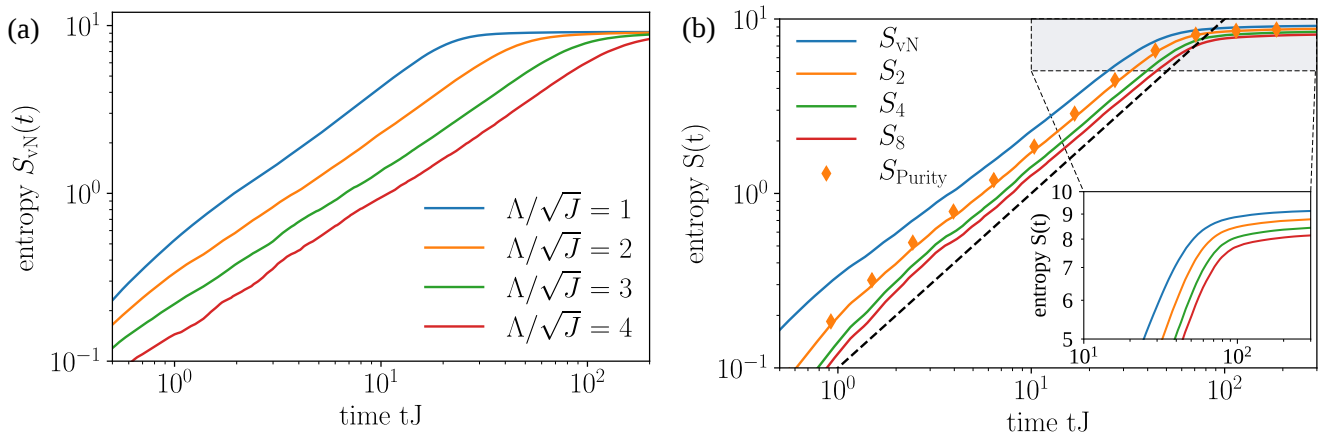 (a)
entropy S_vN(t)
10^1
10^0
10^-1
Λ/√J = 1
Λ/√J = 2
Λ/√J = 3
Λ/√J = 4
10^0 10^1 10^2
time tJ
(b)
entropy S(t)
10^1
10^0
10^-1
S_vN
S_2
S_4
S_8
S_Purity
10^0 10^1 10^2
time tJ
entropy S(t)
10
9
8
7
6
5
10^1 10^2